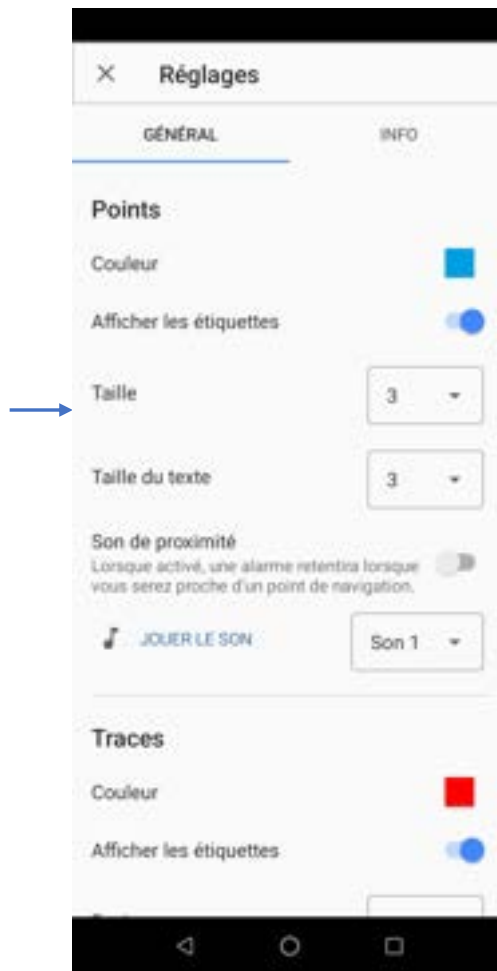 Réglages
GÉNÉRAL
INFO
Points
Couleur
Afficher les étiquettes
Taille
3
Taille du texte
3
Son de proximité
Lorsque activé, une alarme retentira lorsque
vous serez proche d'un point de navigation.
JOUER LE SON
Son 1
Traces
Couleur
Afficher les étiquettes